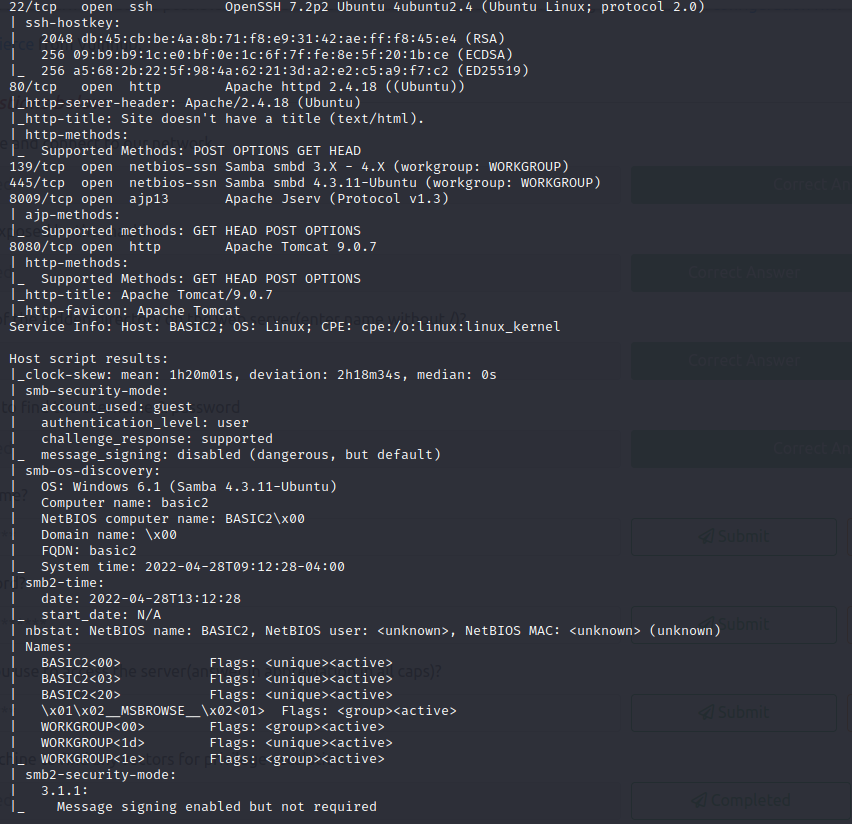 22/tcp   open  ssh         OpenSSH 7.2p2 Ubuntu 4ubuntu2.4 (Ubuntu Linux; protocol 2.0)
| ssh-hostkey:
|   2048 db:45:cb:be:4a:8b:71:f8:e9:31:42:ae:ff:f8:45:e4 (RSA)
|   256 09:b9:b9:1c:e0:bf:0e:1c:6f:7f:fe:8e:5f:20:1b:ce (ECDSA)
|_  256 a5:68:2b:22:5f:98:4a:62:21:3d:a2:e2:c5:a9:f7:c2 (ED25519)
80/tcp   open  http        Apache httpd 2.4.18 ((Ubuntu))
|_http-server-header: Apache/2.4.18 (Ubuntu)
|_http-title: Site doesn't have a title (text/html).
| http-methods:
|_  Supported Methods: POST OPTIONS GET HEAD
139/tcp  open  netbios-ssn Samba smbd 3.X - 4.X (workgroup: WORKGROUP)
445/tcp  open  netbios-ssn Samba smbd 4.3.11-Ubuntu (workgroup: WORKGROUP)
8009/tcp open  ajp13       Apache Jserv (Protocol v1.3)
| ajp-methods:
|_  Supported methods: GET HEAD POST OPTIONS
8080/tcp open  http        Apache Tomcat 9.0.7
| http-methods:
|_  Supported Methods: GET HEAD POST OPTIONS
|_http-title: Apache Tomcat/9.0.7
|_http-favicon: Apache Tomcat
Service Info: Host: BASIC2; OS: Linux; CPE: cpe:/o:linux:linux_kernel
Host script results:
|_clock-skew: mean: 1h20m01s, deviation: 2h18m34s, median: 0s
| smb-security-mode:
|   account_used: guest
|   authentication_level: user
|   challenge_response: supported
|_  message_signing: disabled (dangerous, but default)
| smb-os-discovery:
|   OS: Windows 6.1 (Samba 4.3.11-Ubuntu)
|   Computer name: basic2
|   NetBIOS computer name: BASIC2\x00
|   Domain name: \x00
|   FQDN: basic2
|_  System time: 2022-04-28T09:12:28-04:00
| smb2-time:
|   date: 2022-04-28T13:12:28
|_  start_date: N/A
| nbstat: NetBIOS name: BASIC2, NetBIOS user: <unknown>, NetBIOS MAC: <unknown> (unknown)
| Names:
|   BASIC2<00>           Flags: <unique><active>
|   BASIC2<03>           Flags: <unique><active>
|   BASIC2<20>           Flags: <unique><active>
|   \x01\x02__MSBROWSE__\x02<01>  Flags: <group><active>
|   WORKGROUP<00>        Flags: <group><active>
|   WORKGROUP<1d>        Flags: <unique><active>
|_  WORKGROUP<1e>        Flags: <group><active>
| smb2-security-mode:
|   3.1.1:
|_    Message signing enabled but not required
Correct Answer
Correct Answer
Submit
Submit
Submit
Completed